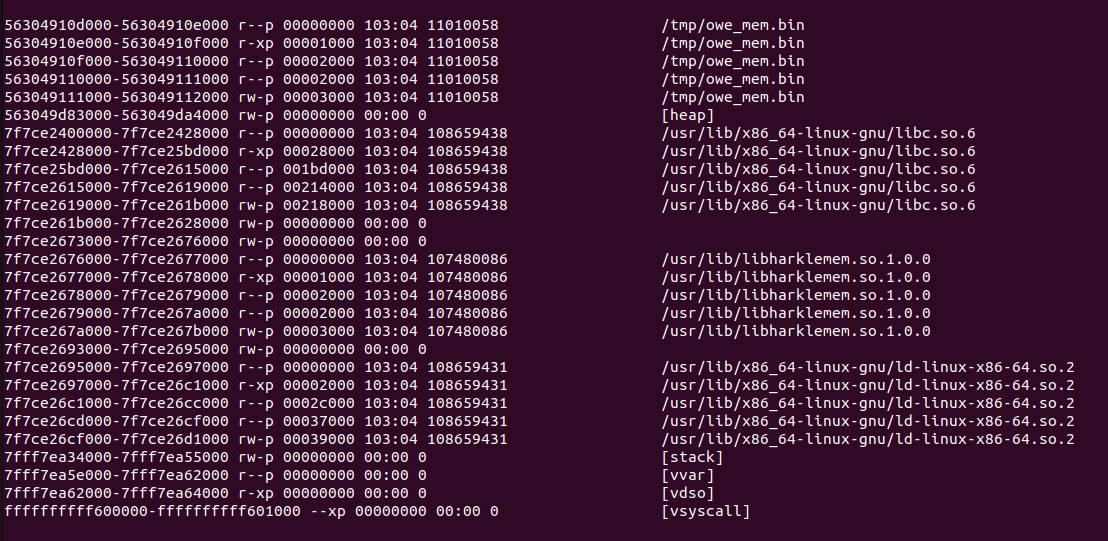 56304910d000-56304910e000 r--p 00000000 103:04 11010058 /tmp/owe_mem.bin
56304910e000-56304910f000 r-xp 00001000 103:04 11010058 /tmp/owe_mem.bin
56304910f000-563049110000 r--p 00002000 103:04 11010058 /tmp/owe_mem.bin
563049110000-563049111000 r--p 00002000 103:04 11010058 /tmp/owe_mem.bin
563049111000-563049112000 rw-p 00003000 103:04 11010058 /tmp/owe_mem.bin
563049d83000-563049da4000 rw-p 00000000 00:00 0 [heap]
7f7ce2400000-7f7ce2428000 r--p 00000000 103:04 108659438 /usr/lib/x86_64-linux-gnu/libc.so.6
7f7ce2428000-7f7ce25bd000 r-xp 00028000 103:04 108659438 /usr/lib/x86_64-linux-gnu/libc.so.6
7f7ce25bd000-7f7ce2615000 r--p 001bd000 103:04 108659438 /usr/lib/x86_64-linux-gnu/libc.so.6
7f7ce2615000-7f7ce2619000 r--p 00214000 103:04 108659438 /usr/lib/x86_64-linux-gnu/libc.so.6
7f7ce2619000-7f7ce261b000 rw-p 00218000 103:04 108659438 /usr/lib/x86_64-linux-gnu/libc.so.6
7f7ce261b000-7f7ce2628000 rw-p 00000000 00:00 0
7f7ce2673000-7f7ce2676000 rw-p 00000000 00:00 0
7f7ce2676000-7f7ce2677000 r--p 00000000 103:04 107480086 /usr/lib/libharklemem.so.1.0.0
7f7ce2677000-7f7ce2678000 r-xp 00001000 103:04 107480086 /usr/lib/libharklemem.so.1.0.0
7f7ce2678000-7f7ce2679000 r--p 00002000 103:04 107480086 /usr/lib/libharklemem.so.1.0.0
7f7ce2679000-7f7ce267a000 r--p 00002000 103:04 107480086 /usr/lib/libharklemem.so.1.0.0
7f7ce267a000-7f7ce267b000 rw-p 00003000 103:04 107480086 /usr/lib/libharklemem.so.1.0.0
7f7ce2693000-7f7ce2695000 rw-p 00000000 00:00 0
7f7ce2695000-7f7ce2697000 r--p 00000000 103:04 108659431 /usr/lib/x86_64-linux-gnu/ld-linux-x86-64.so.2
7f7ce2697000-7f7ce26c1000 r-xp 00002000 103:04 108659431 /usr/lib/x86_64-linux-gnu/ld-linux-x86-64.so.2
7f7ce26c1000-7f7ce26cc000 r--p 0002c000 103:04 108659431 /usr/lib/x86_64-linux-gnu/ld-linux-x86-64.so.2
7f7ce26cd000-7f7ce26cf000 r--p 00037000 103:04 108659431 /usr/lib/x86_64-linux-gnu/ld-linux-x86-64.so.2
7f7ce26cf000-7f7ce26d1000 rw-p 00039000 103:04 108659431 /usr/lib/x86_64-linux-gnu/ld-linux-x86-64.so.2
7fff7ea34000-7fff7ea55000 rw-p 00000000 00:00 0 [stack]
7fff7ea5e000-7fff7ea62000 r--p 00000000 00:00 0 [vvar]
7fff7ea62000-7fff7ea64000 r-xp 00000000 00:00 0 [vdso]
ffffffffff600000-ffffffffff601000 --xp 00000000 00:00 0 [vsyscall]